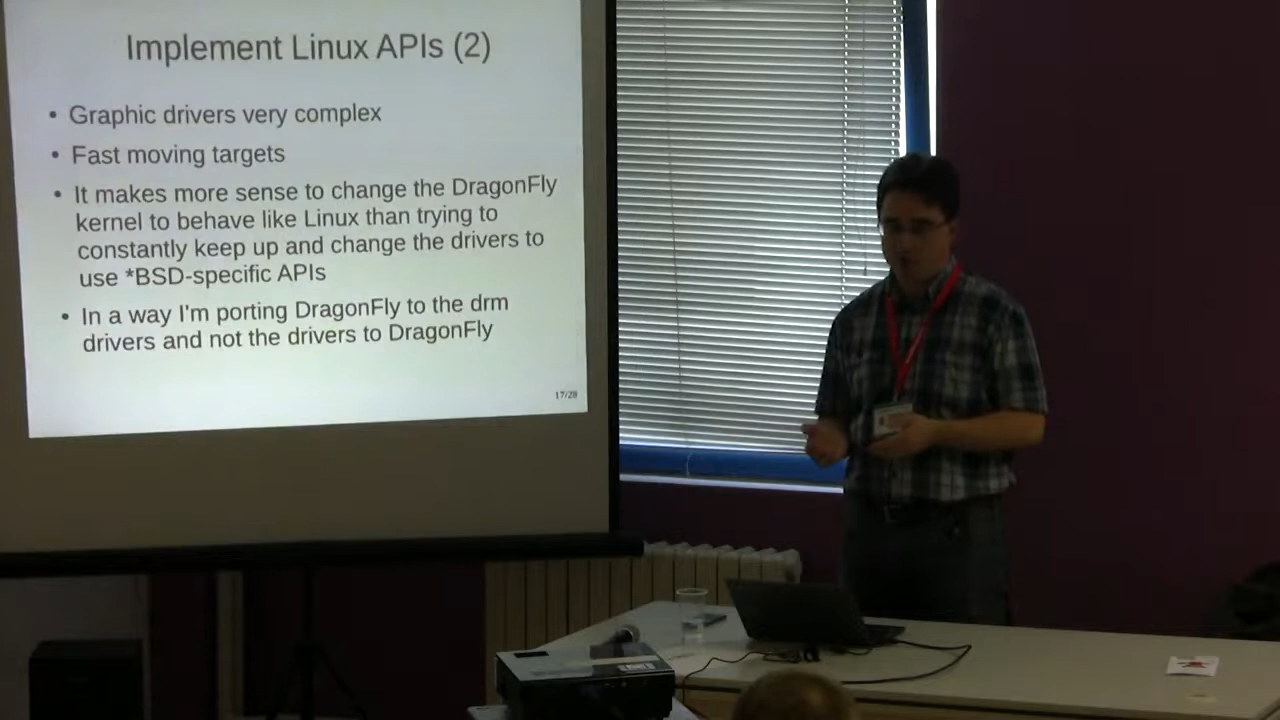 Implement Linux APIs (2)
• Graphic drivers very complex
• Fast moving targets
• It makes more sense to change the DragonFly
kernel to behave like Linux than trying to
constantly keep up and change the drivers to
use *BSD-specific APIs
• In a way I'm porting DragonFly to the drm
drivers and not the drivers to DragonFly
17/28